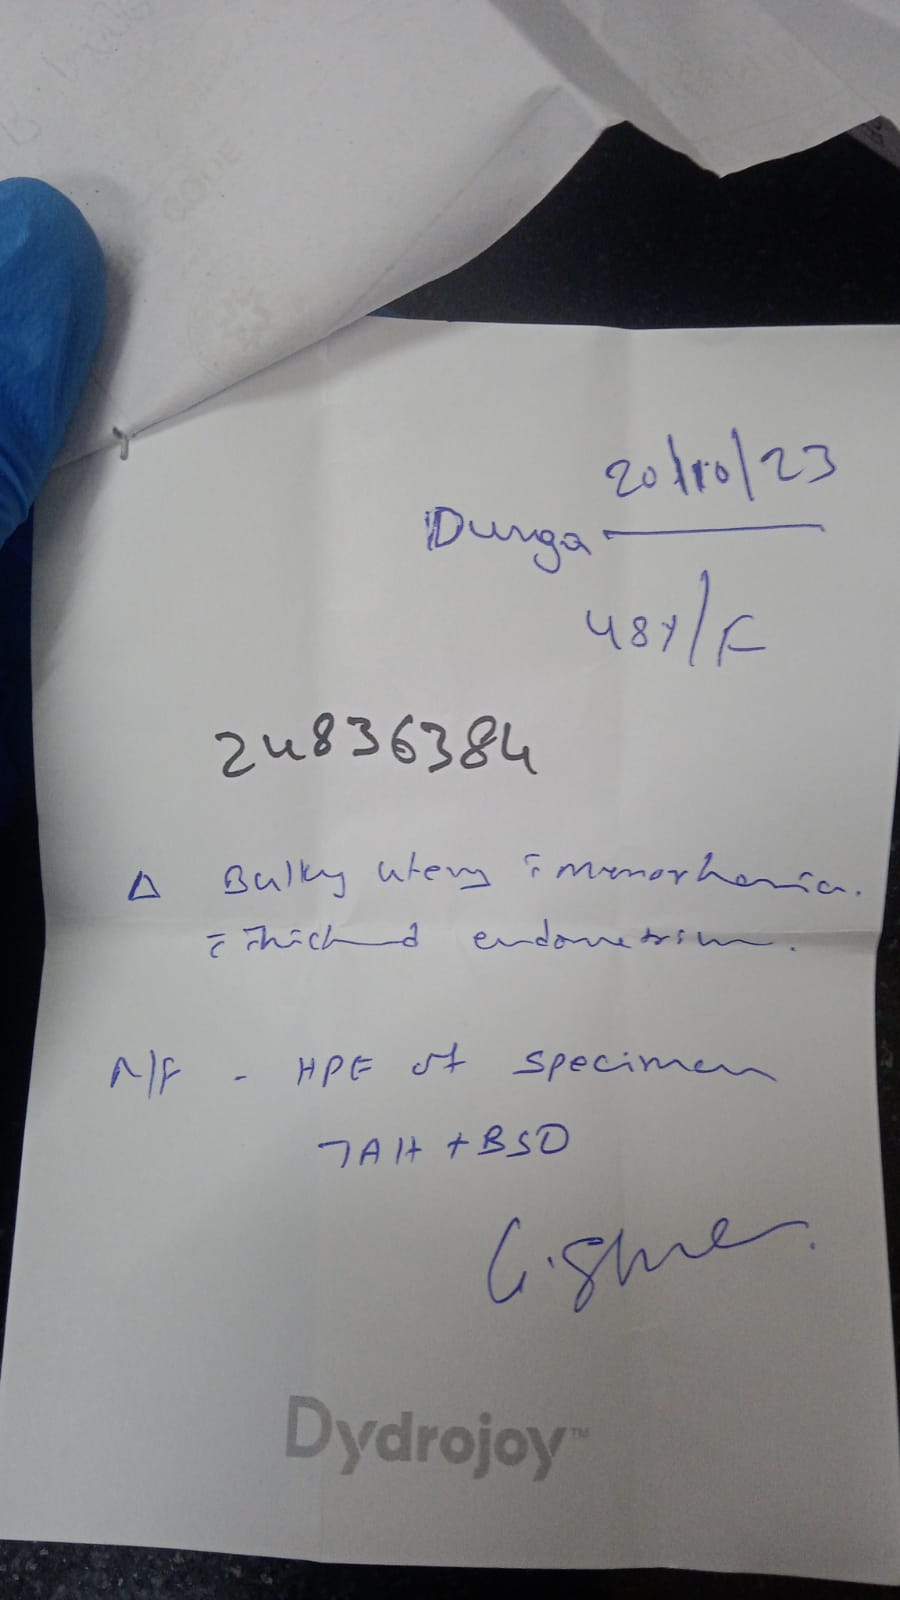 20/10/23
Durga
48y/F
24836384
Δ Bulky uterus c̄ menorrhagia.
c̄ Thickened endometrium.
A/F - HPE of specimen
TAH + BSO
Dydrojoy™